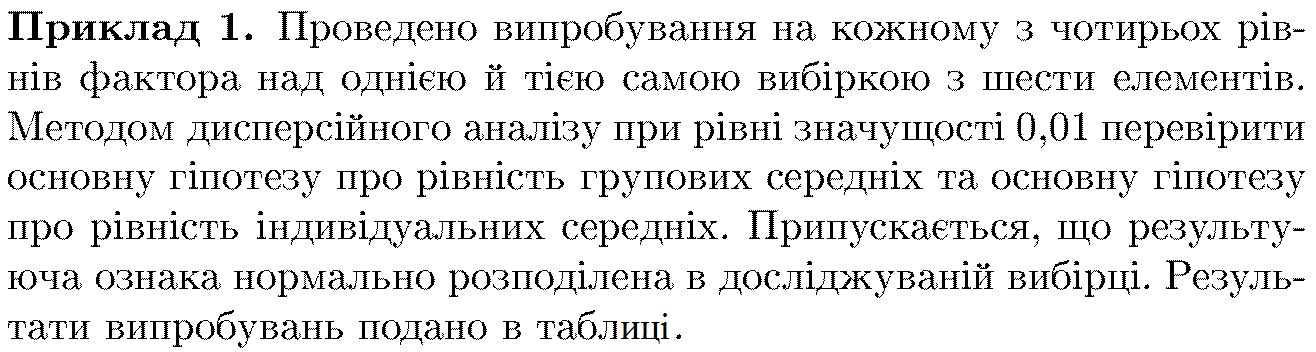 Приклад 1. Проведено випробування на кожному з чотирьох рів-
нів фактора над однією й тією самою вибіркою з шести елементів.
Методом дисперсійного аналізу при рівні значущості 0,01 перевірити
основну гіпотезу про рівність групових середніх та основну гіпотезу
про рівність індивідуальних середніх. Припускається, що результу-
юча ознака нормально розподілена в досліджуваній вибірці. Резуль-
тати випробувань подано в таблиці.